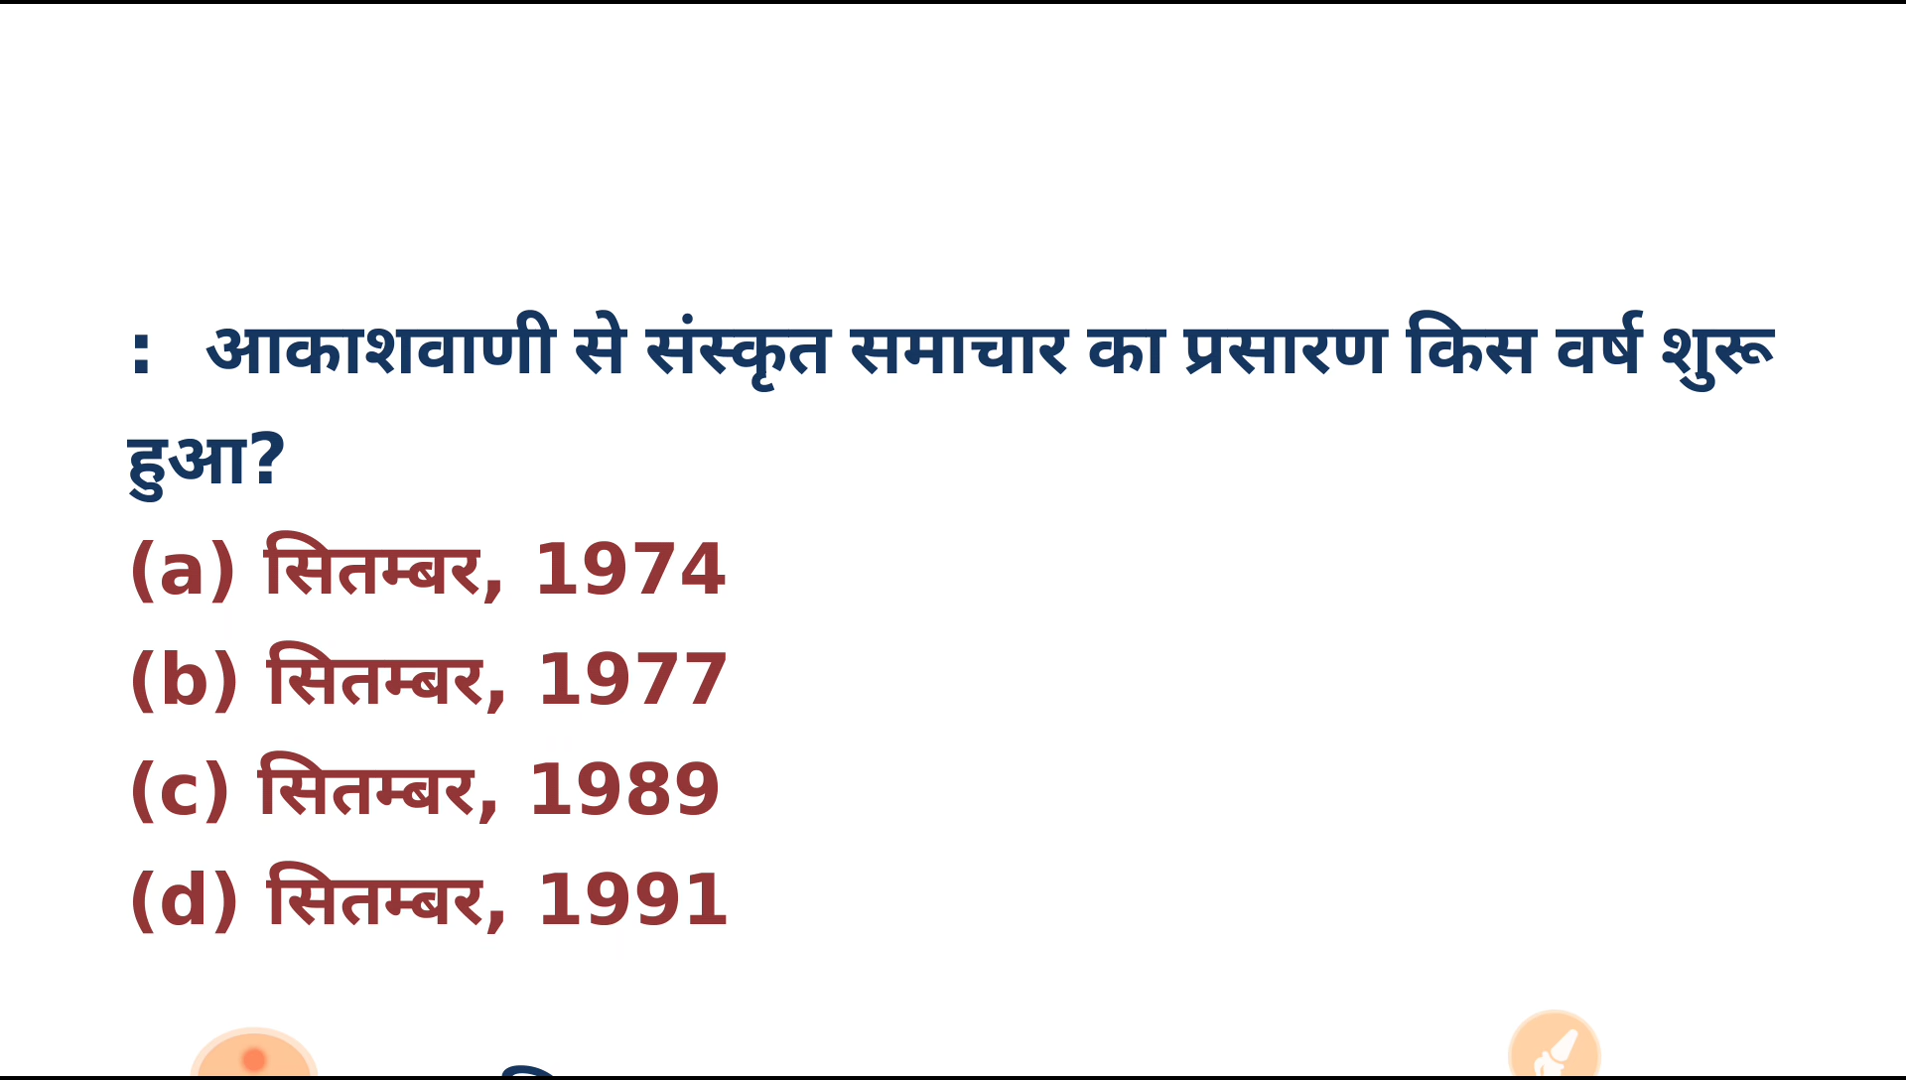 : आकाशवाणी से संस्कृत समाचार का प्रसारण किस वर्ष शुरू
हुआ?
(a) सितम्बर, 1974
(b) सितम्बर, 1977
(c) सितम्बर, 1989
(d) सितम्बर, 1991